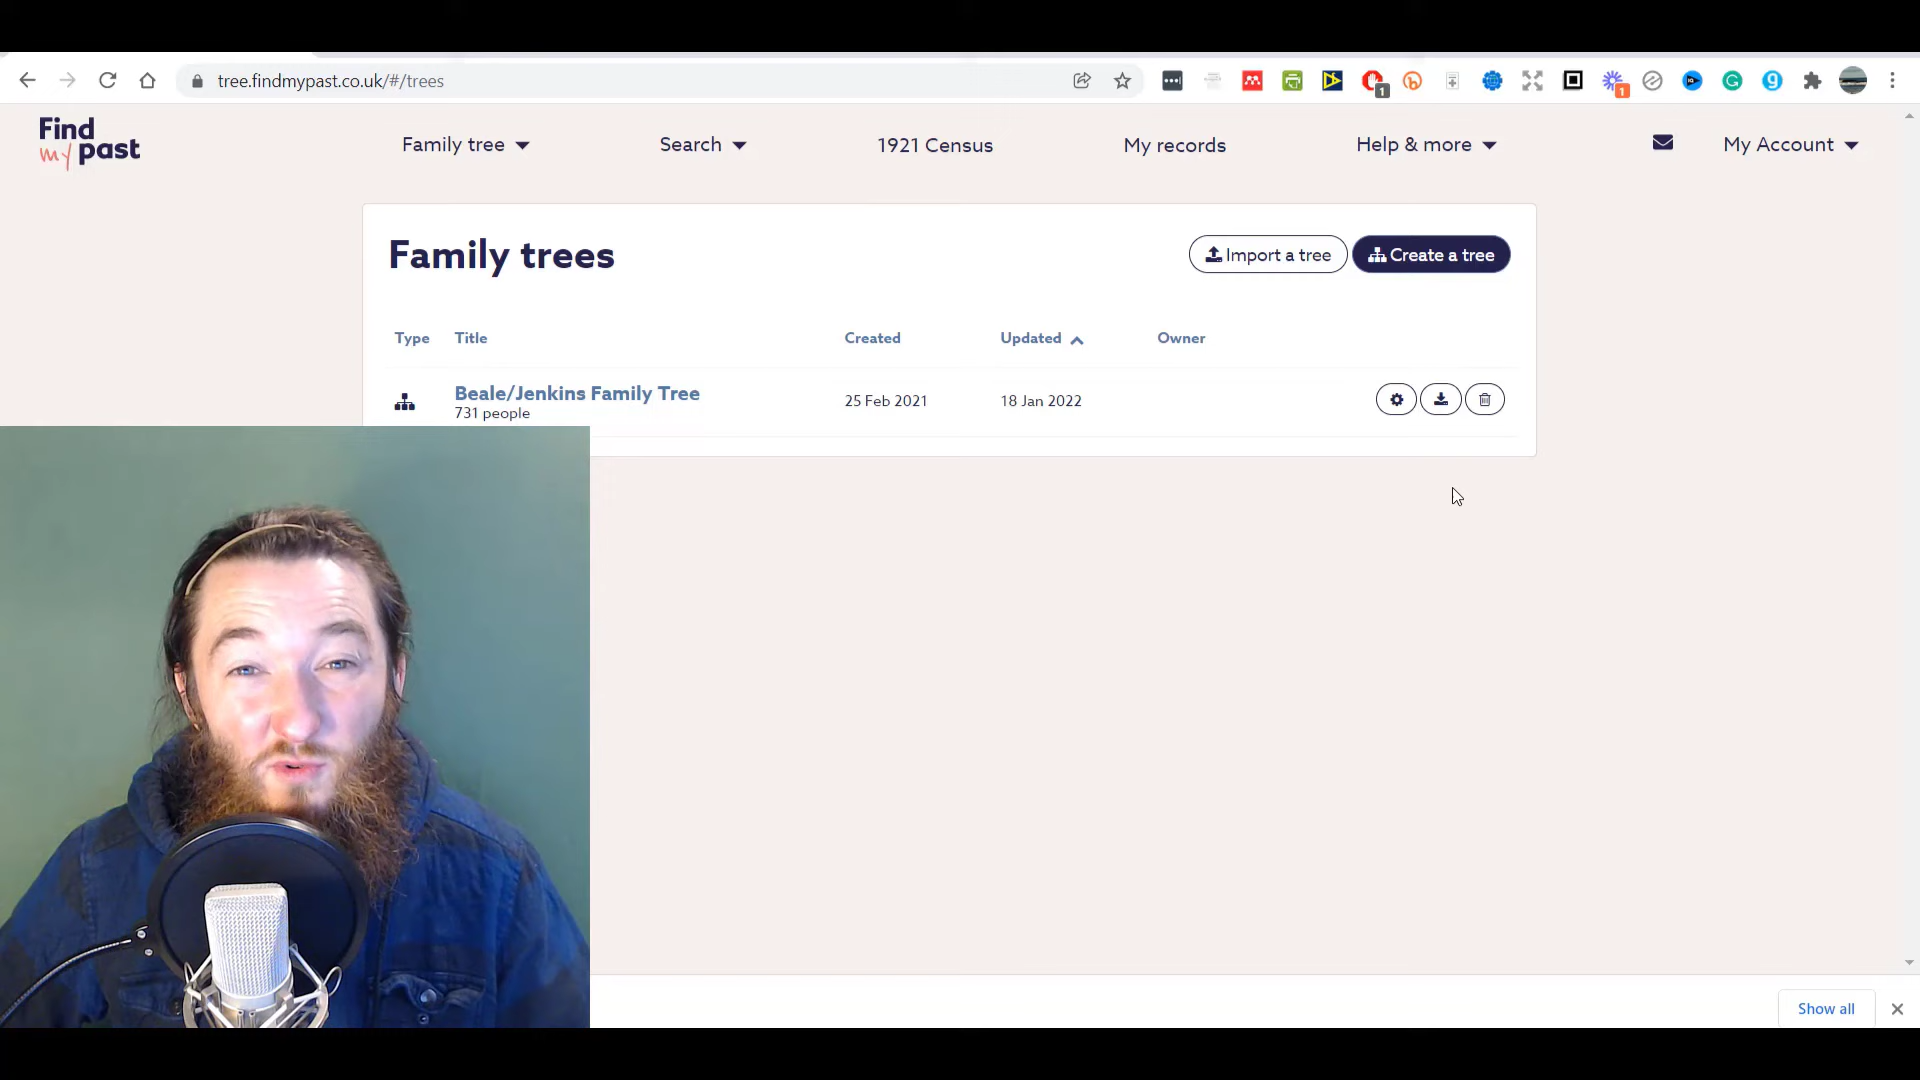 tree.findmypast.co.uk/#/trees
1
1
Find my past
Family tree
Search
1921 Census
My records
Help & more
My Account
Family trees
Import a tree
Create a tree
Type
Title
Created
Updated
Owner
Beale/Jenkins Family Tree
25 Feb 2021
18 Jan 2022
731 people
Show all